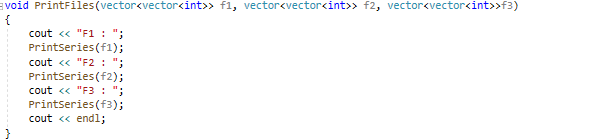 void PrintFiles(vector<vector<int>> f1, vector<vector<int>> f2, vector<vector<int>>f3)
{
    cout << "F1 : ";
    PrintSeries(f1);
    cout << "F2 : ";
    PrintSeries(f2);
    cout << "F3 : ";
    PrintSeries(f3);
    cout << endl;
}